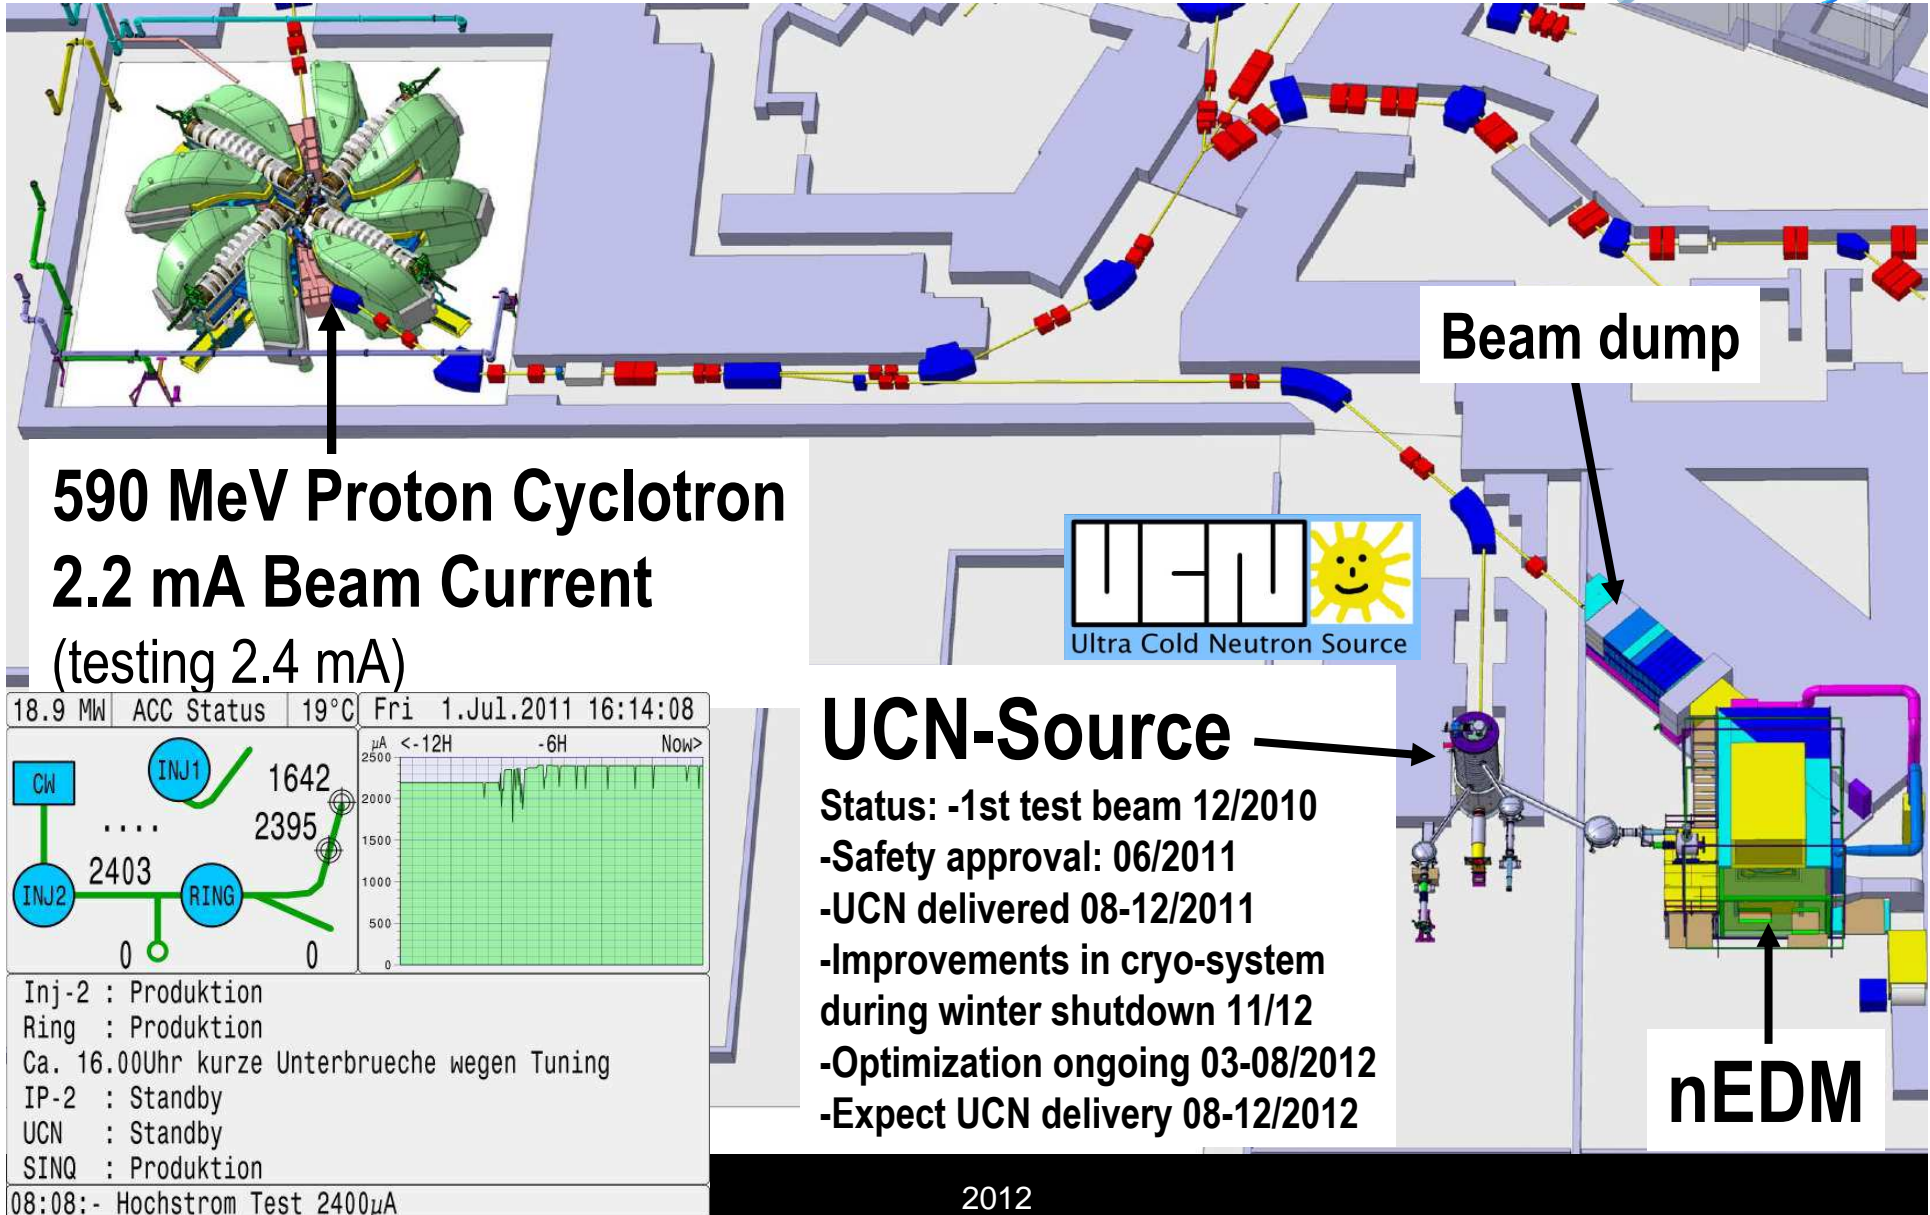 Beam dump
590 MeV Proton Cyclotron
2.2 mA Beam Current
(testing 2.4 mA)
UCN
Ultra Cold Neutron Source
UCN-Source
Status: -1st test beam 12/2010
-Safety approval: 06/2011
-UCN delivered 08-12/2011
-Improvements in cryo-system
during winter shutdown 11/12
-Optimization ongoing 03-08/2012
-Expect UCN delivery 08-12/2012
nEDM
18.9 MW ACC Status 19°C Fri 1.Jul.2011 16:14:08
CW
INJ1
1642
....
2395
2403
INJ2
RING
0
0
μA <-12H -6H Now>
2500
2000
1500
1000
500
0
Inj-2 : Produktion
Ring : Produktion
Ca. 16.00Uhr kurze Unterbrueche wegen Tuning
IP-2 : Standby
UCN : Standby
SINQ : Produktion
08:08:- Hochstrom Test 2400μA
2012